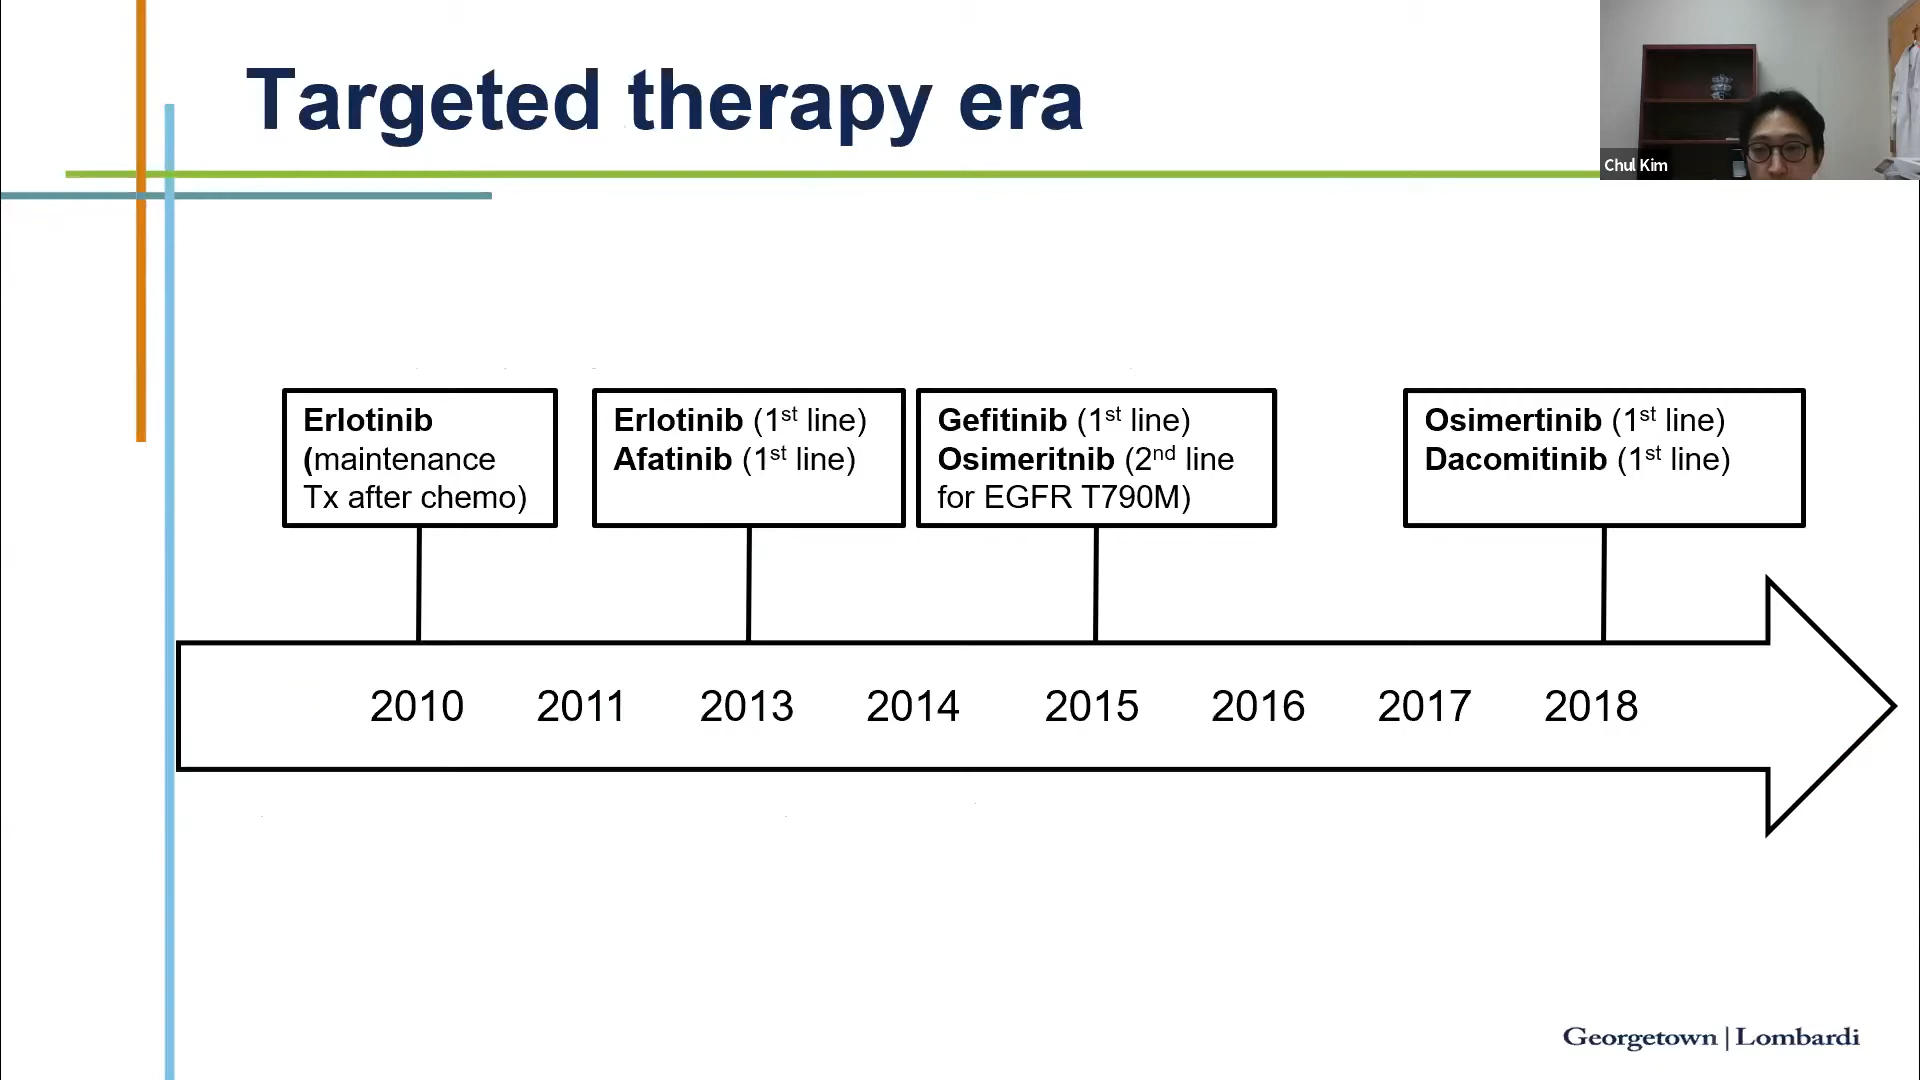 Targeted therapy era
Chul Kim
Erlotinib
(maintenance
Tx after chemo)
Erlotinib (1st line)
Afatinib (1st line)
Gefitinib (1st line)
Osimeritnib (2nd line
for EGFR T790M)
Osimertinib (1st line)
Dacomitinib (1st line)
2010 2011 2013 2014 2015 2016 2017 2018
Georgetown | Lombardi